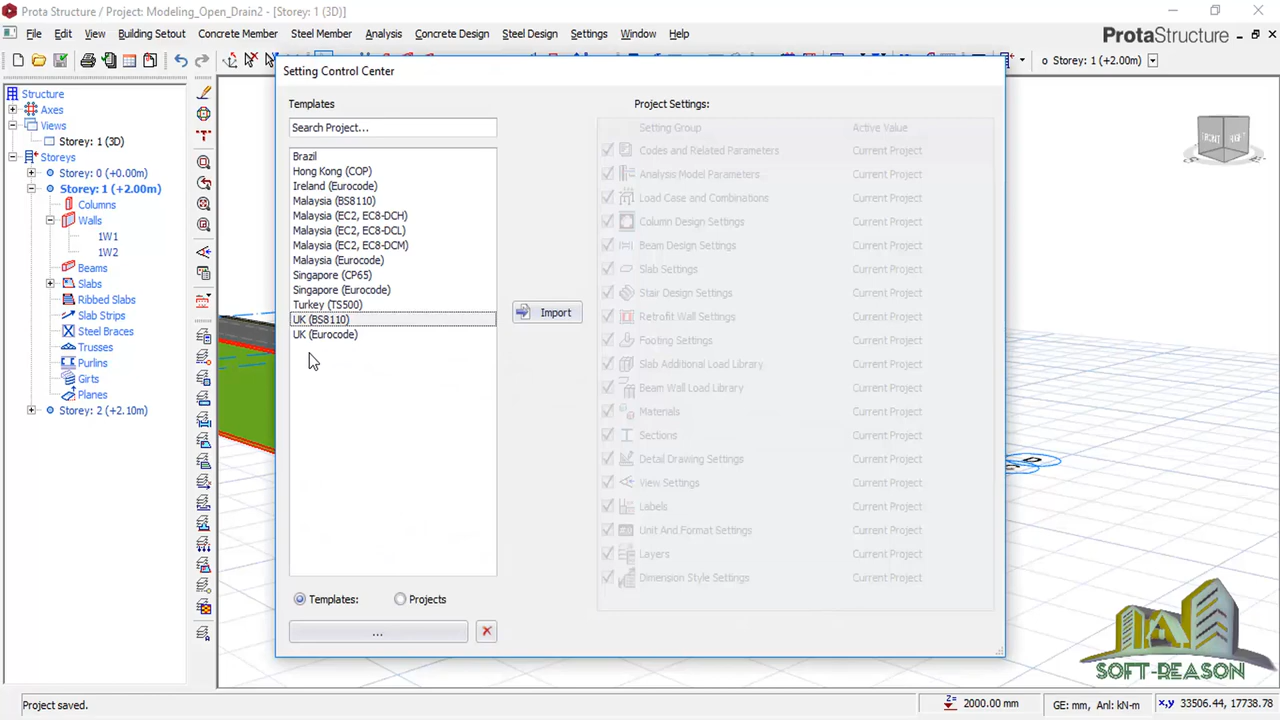 Prota Structure / Project: Modeling_Open_Drain2 - [Storey: 1 (3D)]
File Edit View Building Setout Concrete Member Steel Member Analysis Concrete Design Steel Design Settings Window Help
ProtaStructure
Storey: 1 (+2.00m)
Structure
Axes
Views
Storey: 1 (3D)
Storeys
Storey: 0 (+0.00m)
Storey: 1 (+2.00m)
Columns
Walls
1W1
1W2
Beams
Slabs
Ribbed Slabs
Slab Strips
Steel Braces
Trusses
Purlins
Girts
Planes
Storey: 2 (+2.10m)
Setting Control Center
Templates
Search Project...
Brazil
Hong Kong (COP)
Ireland (Eurocode)
Malaysia (BS8110)
Malaysia (EC2, EC8-DCH)
Malaysia (EC2, EC8-DCL)
Malaysia (EC2, EC8-DCM)
Malaysia (Eurocode)
Singapore (CP65)
Singapore (Eurocode)
Turkey (TS500)
UK (BS8110)
UK (Eurocode)
Templates: Projects
...
Import
Project Settings:
Setting Group Active Value
Codes and Related Parameters Current Project
Analysis Model Parameters Current Project
Load Case and Combinations Current Project
Column Design Settings Current Project
Beam Design Settings Current Project
Slab Settings Current Project
Stair Design Settings Current Project
Retrofit Wall Settings Current Project
Footing Settings Current Project
Slab Additional Load Library Current Project
Beam Wall Load Library Current Project
Materials Current Project
Sections Current Project
Detail Drawing Settings Current Project
View Settings Current Project
Labels Current Project
Unit And Format Settings Current Project
Layers Current Project
Dimension Style Settings Current Project
FRONT RIGHT
D
SOFT-REASON
Project saved.
Z= 2000.00 mm
GE: mm, Anl: kN-m
x,y 33506.44, 17738.78